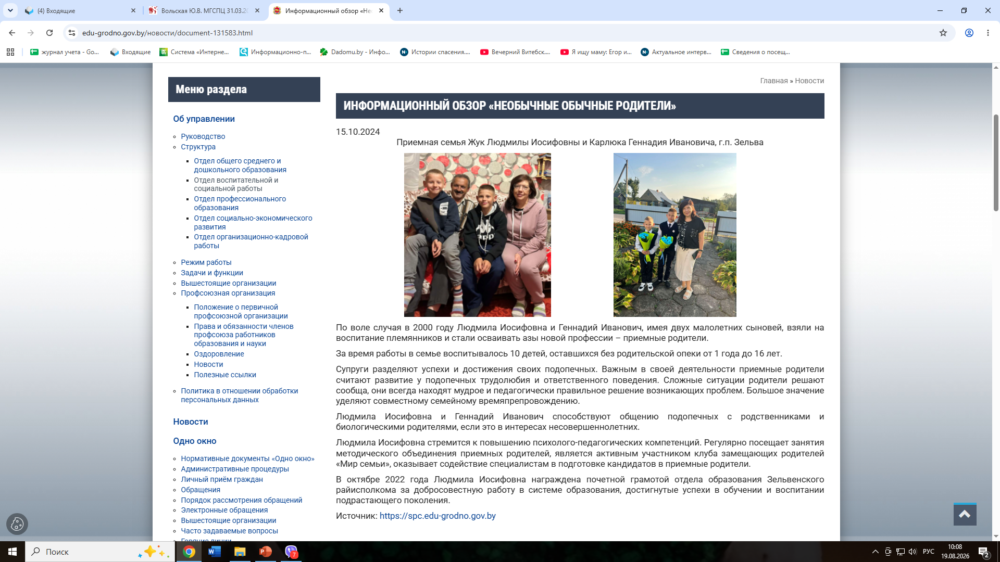 (4) Входящие
Вольская Ю.В. МГСПЦ 31.03.20
Информационный обзор «Нео
edu-grodno.gov.by/новости/document-131583.html
журнал учета - Go...
Входящие
Система «Интерне...
Информационно-п...
Dadomu.by - Инфо...
Истории спасения....
Вечерний Витебск....
Я ищу маму: Егор и...
Актуальное интерв...
Сведения о посещ...
Меню раздела
Об управлении
Руководство
Структура
Отдел общего среднего и
дошкольного образования
Отдел воспитательной и
социальной работы
Отдел профессионального
образования
Отдел социально-экономического
развития
Отдел организационно-кадровой
работы
Режим работы
Задачи и функции
Вышестоящие организации
Профсоюзная организация
Положение о первичной
профсоюзной организации
Права и обязанности членов
профсоюза работников
образования и науки
Оздоровление
Новости
Полезные ссылки
Политика в отношении обработки
персональных данных
Новости
Одно окно
Нормативные документы «Одно окно»
Административные процедуры
Личный приём граждан
Обращения
Порядок рассмотрения обращений
Электронные обращения
Вышестоящие организации
Часто задаваемые вопросы
Горячие линии
Главная » Новости
ИНФОРМАЦИОННЫЙ ОБЗОР «НЕОБЫЧНЫЕ ОБЫЧНЫЕ РОДИТЕЛИ»
15.10.2024
Приемная семья Жук Людмилы Иосифовны и Карлюка Геннадия Ивановича, г.п. Зельва
По воле случая в 2000 году Людмила Иосифовна и Геннадий Иванович, имея двух малолетних сыновей, взяли на
воспитание племянников и стали осваивать азы новой профессии – приемные родители.
За время работы в семье воспитывалось 10 детей, оставшихся без родительской опеки от 1 года до 16 лет.
Супруги разделяют успехи и достижения своих подопечных. Важным в своей деятельности приемные родители
считают развитие у подопечных трудолюбия и ответственного поведения. Сложные ситуации родители решают
сообща, они всегда находят мудрое и педагогически правильное решение возникающих проблем. Большое значение
уделяют совместному семейному времяпрепровождению.
Людмила Иосифовна и Геннадий Иванович способствуют общению подопечных с родственниками и
биологическими родителями, если это в интересах несовершеннолетних.
Людмила Иосифовна стремится к повышению психолого-педагогических компетенций. Регулярно посещает занятия
методического объединения приемных родителей, является активным участником клуба замещающих родителей
«Мир семьи», оказывает содействие специалистам в подготовке кандидатов в приемные родители.
В октябре 2022 года Людмила Иосифовна награждена почетной грамотой отдела образования Зельвенского
райисполкома за добросовестную работу в системе образования, достигнутые успехи в обучении и воспитании
подрастающего поколения.
Источник: https://spc.edu-grodno.gov.by
Поиск
7
РУС
10:08
19.08.2026
2